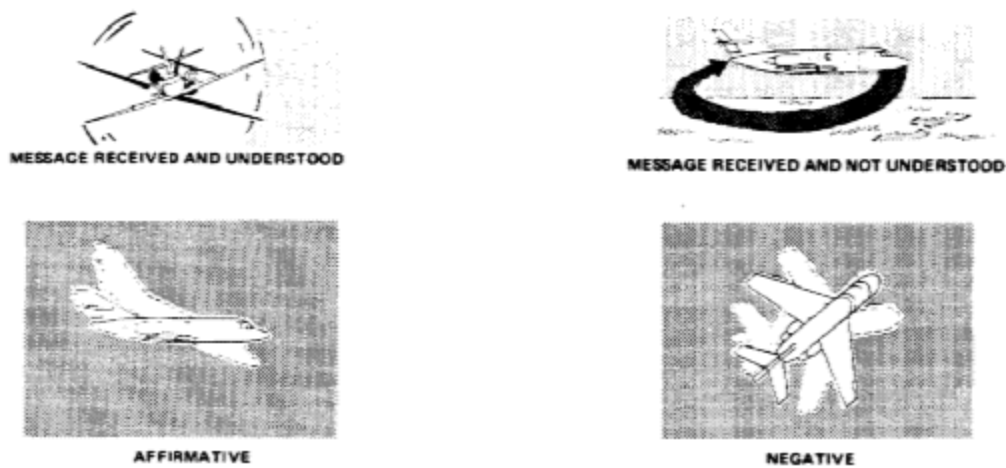 MESSAGE RECEIVED AND UNDERSTOOD
MESSAGE RECEIVED AND NOT UNDERSTOOD
AFFIRMATIVE
NEGATIVE